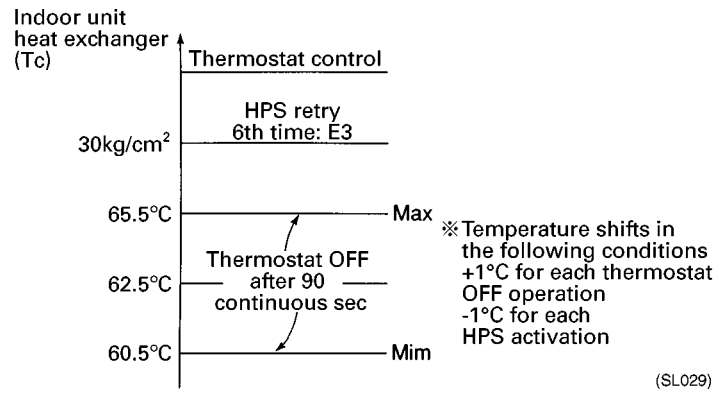 Indoor unit
heat exchanger
(Tc)
Thermostat control
HPS retry
6th time: E3
30kg/cm²
65.5°C
Max
※Temperature shifts in
the following conditions
+1°C for each thermostat
OFF operation
-1°C for each
HPS activation
Thermostat OFF
after 90
continuous sec
62.5°C
60.5°C
Mim
(SL029)